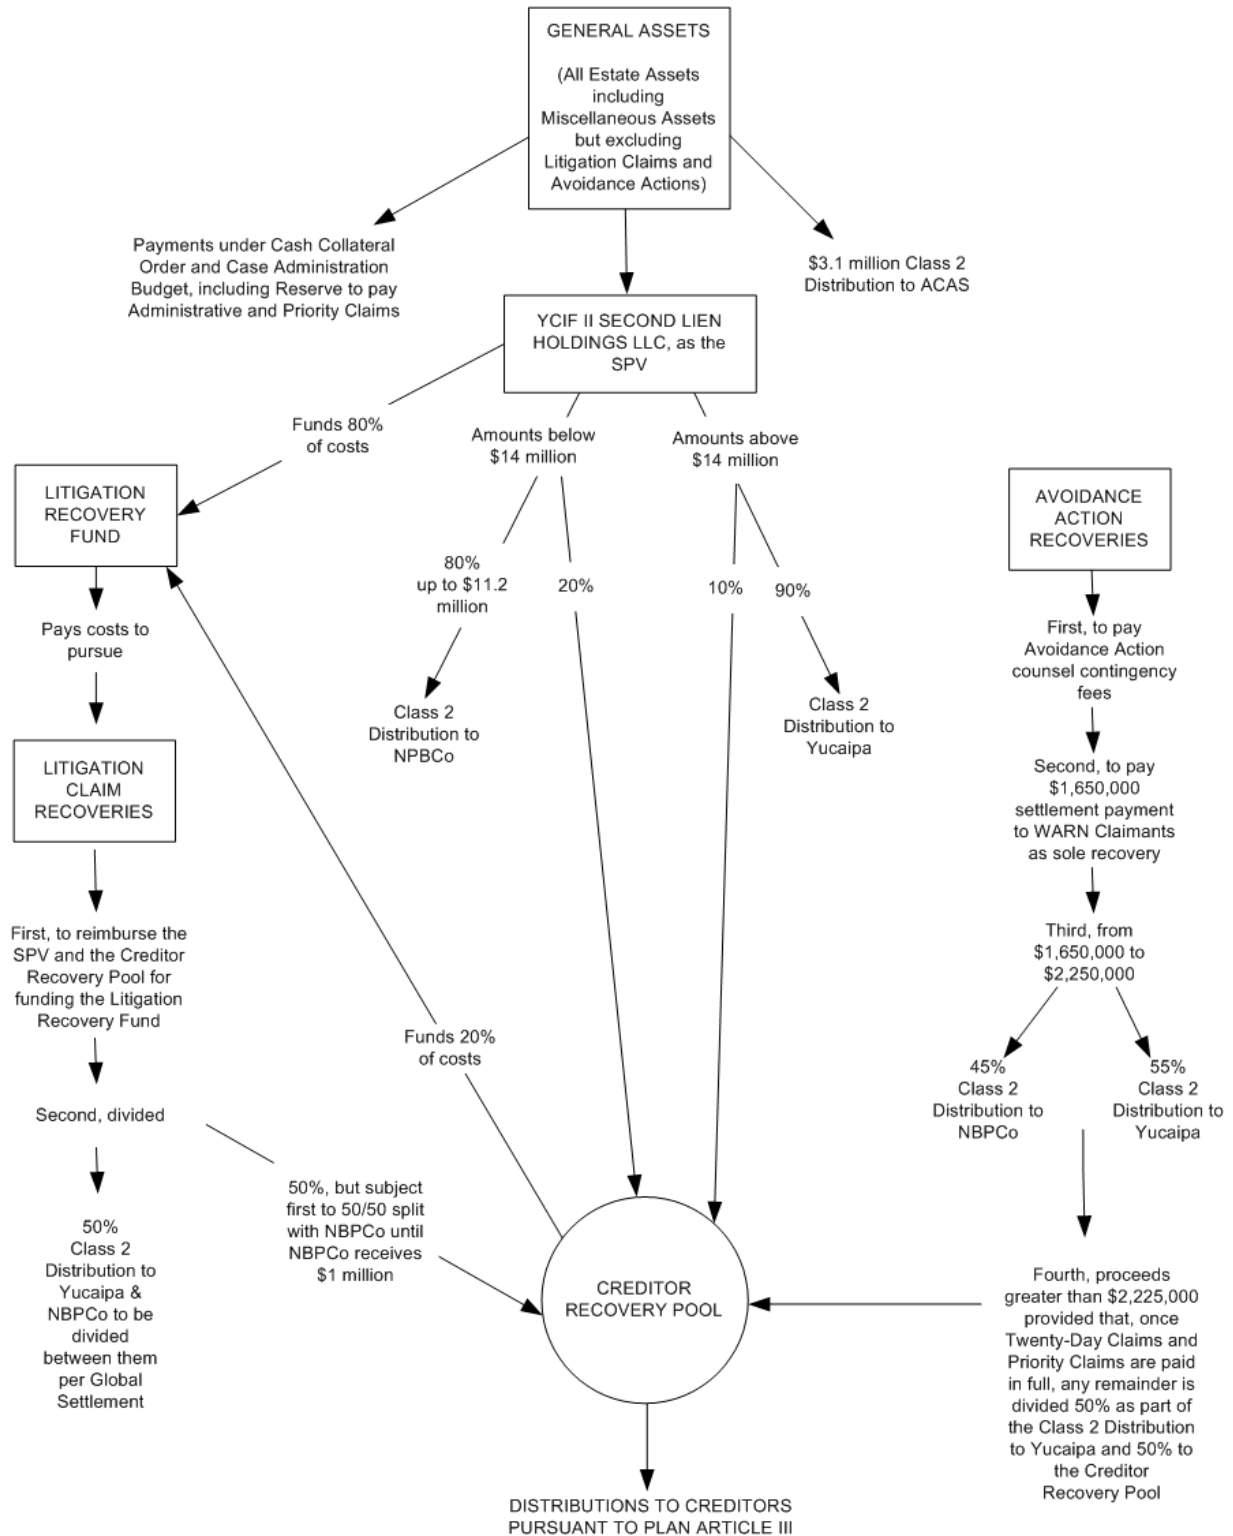 GENERAL ASSETS
(All Estate Assets
including
Miscellaneous Assets
but excluding
Litigation Claims and
Avoidance Actions)
Payments under Cash Collateral
Order and Case Administration
Budget, including Reserve to pay
Administrative and Priority Claims
$3.1 million Class 2
Distribution to ACAS
YCIF II SECOND LIEN
HOLDINGS LLC, as the
SPV
Funds 80%
of costs
Amounts below
$14 million
Amounts above
$14 million
LITIGATION
RECOVERY
FUND
AVOIDANCE
ACTION
RECOVERIES
80%
up to $11.2
million
20%
10%
90%
Pays costs to
pursue
First, to pay
Avoidance Action
counsel contingency
fees
Class 2
Distribution to
NPBCo
Class 2
Distribution to
Yucaipa
LITIGATION
CLAIM
RECOVERIES
Second, to pay
$1,650,000
settlement payment
to WARN Claimants
as sole recovery
First, to reimburse the
SPV and the Creditor
Recovery Pool for
funding the Litigation
Recovery Fund
Third, from
$1,650,000 to
$2,250,000
Funds 20%
of costs
45%
Class 2
Distribution to
NBPCo
55%
Class 2
Distribution to
Yucaipa
Second, divided
50%, but subject
first to 50/50 split
with NBPCo until
NBPCo receives
$1 million
50%
Class 2
Distribution to
Yucaipa &
NBPCo to be
divided
between them
per Global
Settlement
CREDITOR
RECOVERY POOL
Fourth, proceeds
greater than $2,225,000
provided that, once
Twenty-Day Claims and
Priority Claims are paid
in full, any remainder is
divided 50% as part of
the Class 2 Distribution
to Yucaipa and 50% to
the Creditor
Recovery Pool
DISTRIBUTIONS TO CREDITORS
PURSUANT TO PLAN ARTICLE III